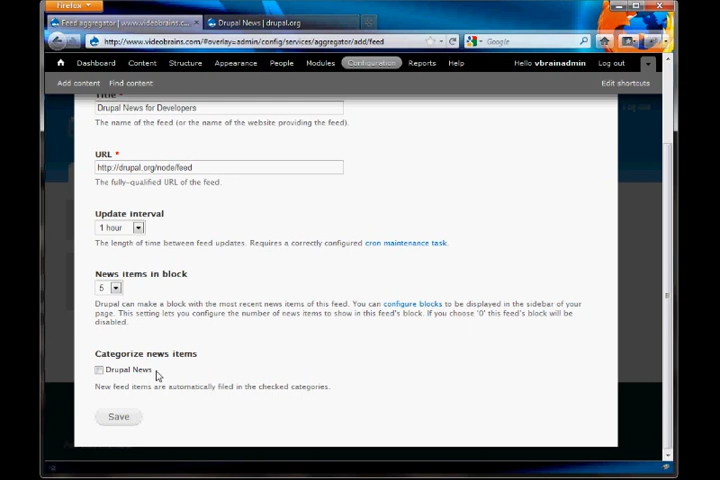 Firefox
Feed aggregator | www.videobrains.c...
Drupal News | drupal.org
http://www.videobrains.com/#overlay=admin/config/services/aggregator/add/feed
Google
Dashboard Content Structure Appearance People Modules Configuration Reports Help Hello vbrainadmin Log out
Add content Find content Edit shortcuts
Title *
Drupal News for Developers
The name of the feed (or the name of the website providing the feed).
URL *
http://drupal.org/node/feed
The fully-qualified URL of the feed.
Update interval
1 hour
The length of time between feed updates. Requires a correctly configured cron maintenance task.
News items in block
5
Drupal can make a block with the most recent news items of this feed. You can configure blocks to be displayed in the sidebar of your
page. This setting lets you configure the number of news items to show in this feed's block. If you choose '0' this feed's block will be
disabled.
Categorize news items
Drupal News
New feed items are automatically filed in the checked categories.
Save